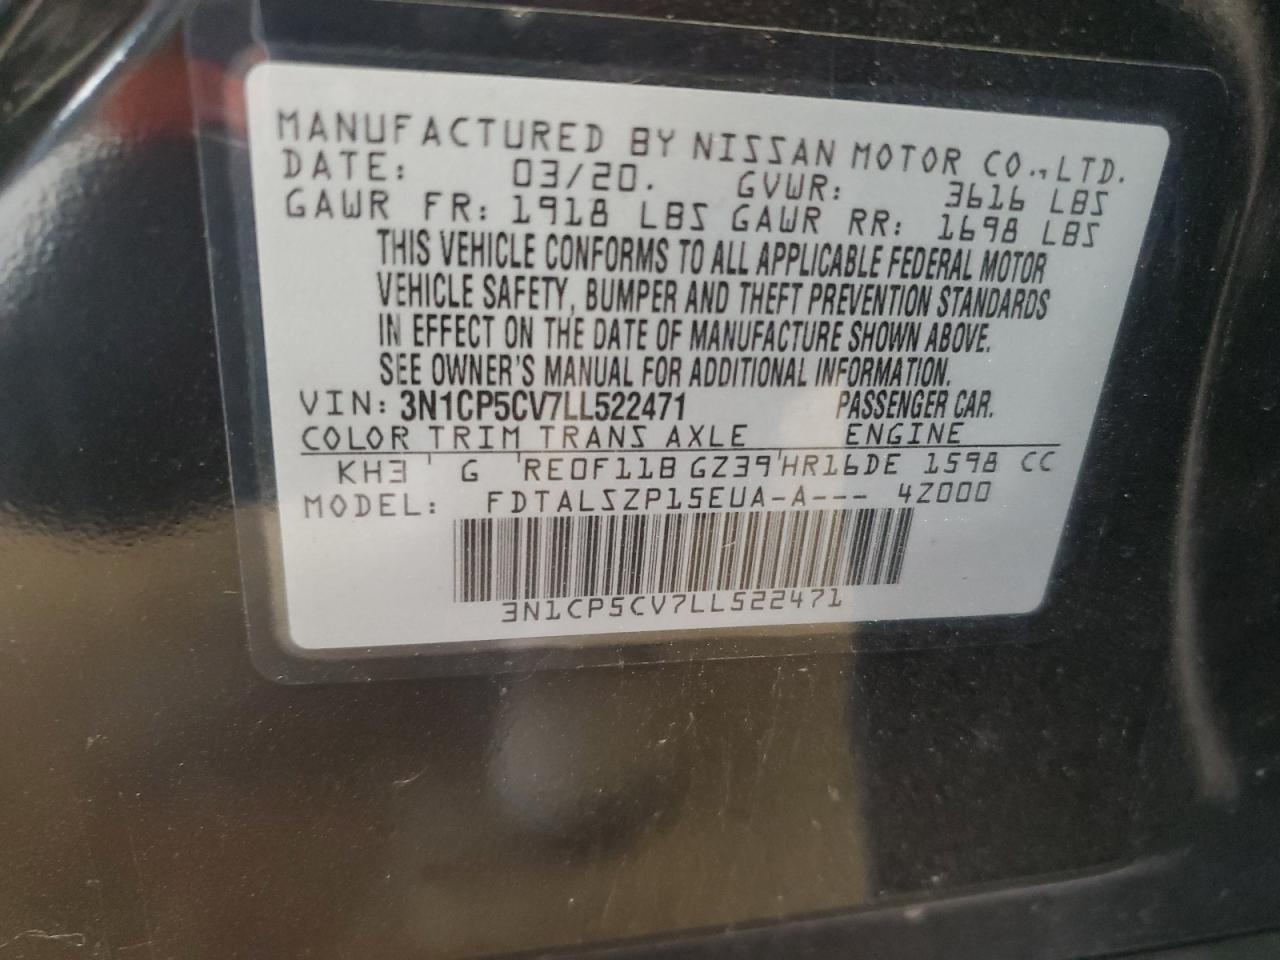 MANUFACTURED BY NISSAN MOTOR CO.,LTD.
DATE: 03/20. GVWR: 3616 LBS
GAWR FR: 1918 LBS GAWR RR: 1698 LBS
THIS VEHICLE CONFORMS TO ALL APPLICABLE FEDERAL MOTOR
VEHICLE SAFETY, BUMPER AND THEFT PREVENTION STANDARDS
IN EFFECT ON THE DATE OF MANUFACTURE SHOWN ABOVE.
SEE OWNER'S MANUAL FOR ADDITIONAL INFORMATION.
VIN: 3N1CP5CV7LL522471 PASSENGER CAR.
COLOR TRIM TRANS AXLE ENGINE
KH3 G RE0F11B GZ39 HR16DE 1598 CC
MODEL: FDTALSZP15EUA-A--- 4Z000
3N1CP5CV7LL522471